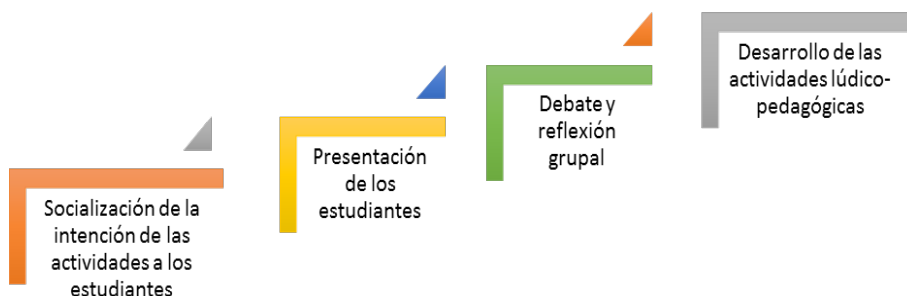 Socialización de la
intención de las
actividades a los
estudiantes
Presentación
de los
estudiantes
Debate y
reflexión
grupal
Desarrollo de las
actividades lúdico-
pedagógicas